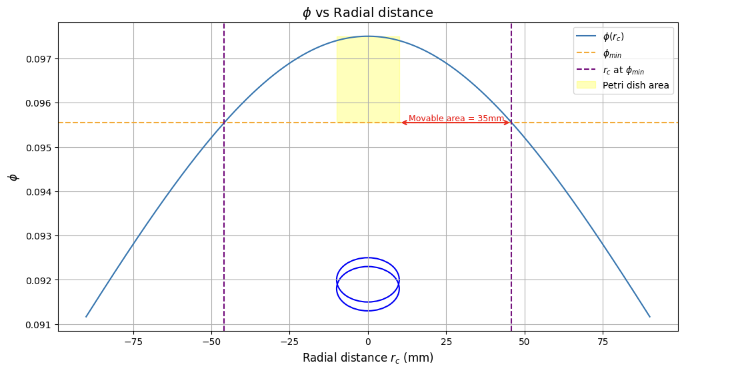 ϕ vs Radial distance
ϕ(r_c)
ϕ_min
r_c at ϕ_min
Petri dish area
Movable area = 35mm
ϕ
0.097
0.096
0.095
0.094
0.093
0.092
0.091
−75
−50
−25
0
25
50
75
Radial distance r_c (mm)